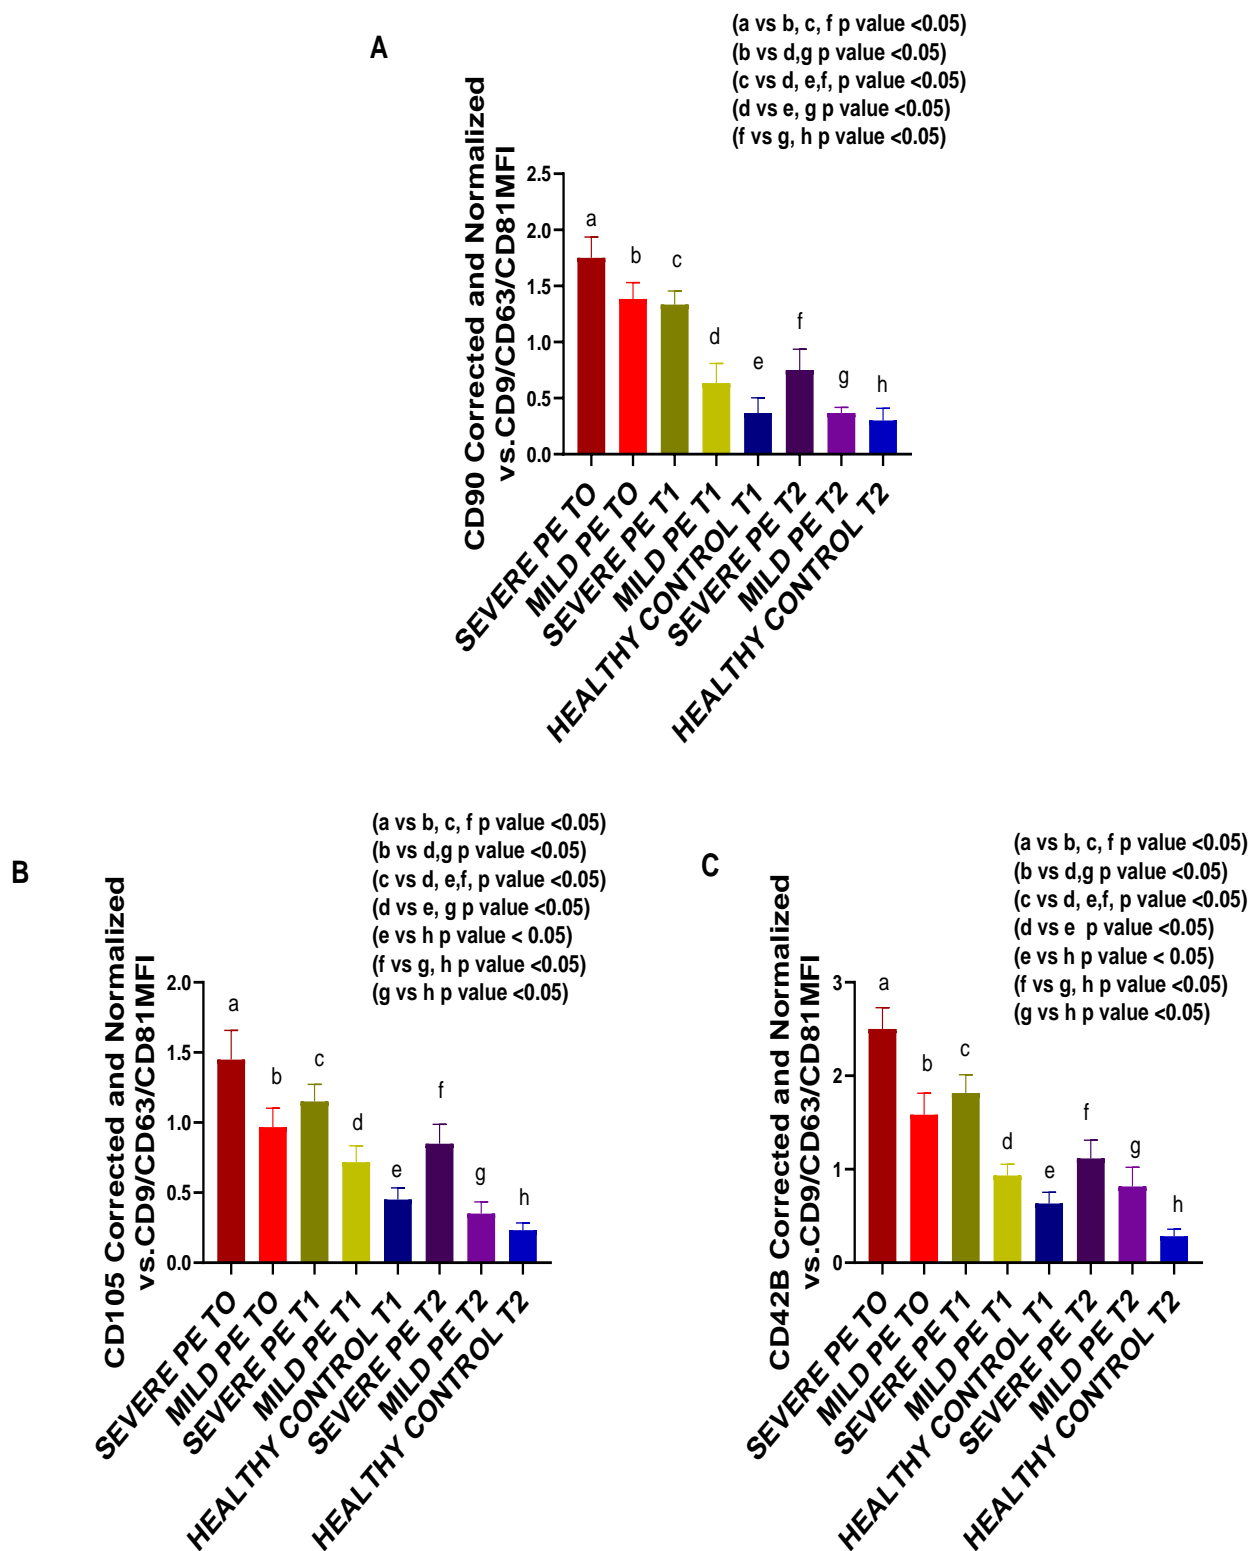 A
(a vs b, c, f p value <0.05)
(b vs d,g p value <0.05)
(c vs d, e,f, p value <0.05)
(d vs e, g p value <0.05)
(f vs g, h p value <0.05)
CD90 Corrected and Normalized
vs.CD9/CD63/CD81MFI
2.5
2.0
1.5
1.0
0.5
0.0
a
b
c
d
e
f
g
h
SEVERE PE TO
MILD PE TO
SEVERE PE T1
MILD PE T1
HEALTHY CONTROL T1
SEVERE PE T2
MILD PE T2
HEALTHY CONTROL T2
B
(a vs b, c, f p value <0.05)
(b vs d,g p value <0.05)
(c vs d, e,f, p value <0.05)
(d vs e, g p value <0.05)
(e vs h p value < 0.05)
(f vs g, h p value <0.05)
(g vs h p value <0.05)
CD105 Corrected and Normalized
vs.CD9/CD63/CD81MFI
2.0
1.5
1.0
0.5
0.0
a
b
c
d
e
f
g
h
SEVERE PE TO
MILD PE TO
SEVERE PE T1
MILD PE T1
HEALTHY CONTROL T1
SEVERE PE T2
MILD PE T2
HEALTHY CONTROL T2
C
(a vs b, c, f p value <0.05)
(b vs d,g p value <0.05)
(c vs d, e,f, p value <0.05)
(d vs e  p value <0.05)
(e vs h p value < 0.05)
(f vs g, h p value <0.05)
(g vs h p value <0.05)
CD42B Corrected and Normalized
vs.CD9/CD63/CD81MFI
3
2
1
0
a
b
c
d
e
f
g
h
SEVERE PE TO
MILD PE TO
SEVERE PE T1
MILD PE T1
HEALTHY CONTROL T1
SEVERE PE T2
MILD PE T2
HEALTHY CONTROL T2